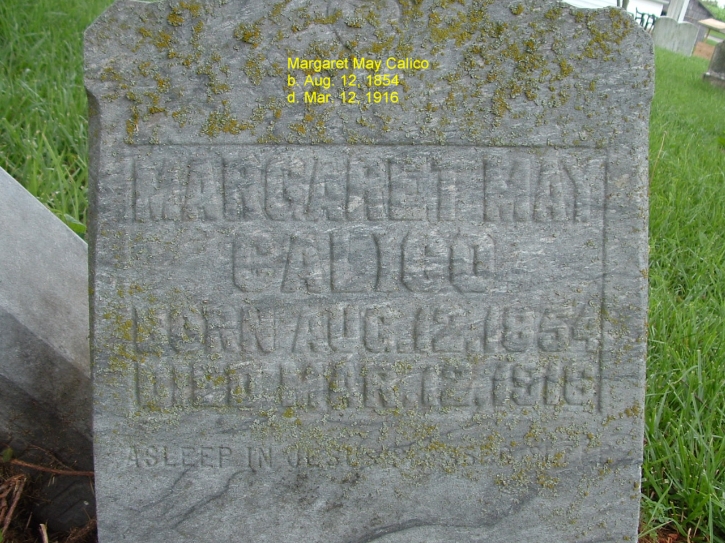 Margaret May Calico
b. Aug. 12, 1854
d. Mar. 12, 1916
MARGARET MAY
CALICO
BORN AUG. 12, 1854
DIED MAR. 12, 1916
ASLEEP IN JESUS